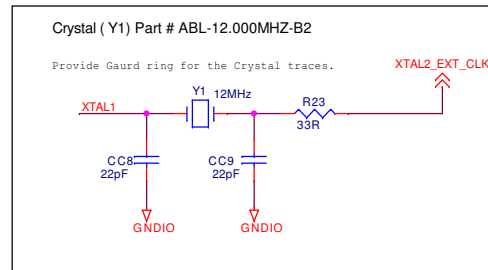 Crystal ( Y1) Part # ABL-12.000MHZ-B2
Provide Gaurd ring for the Crystal traces.
XTAL2_EXT_CLK
Y1 12MHz
R23
XTAL1
33R
CC8
CC9
22pF
22pF
GNDIO
GNDIO